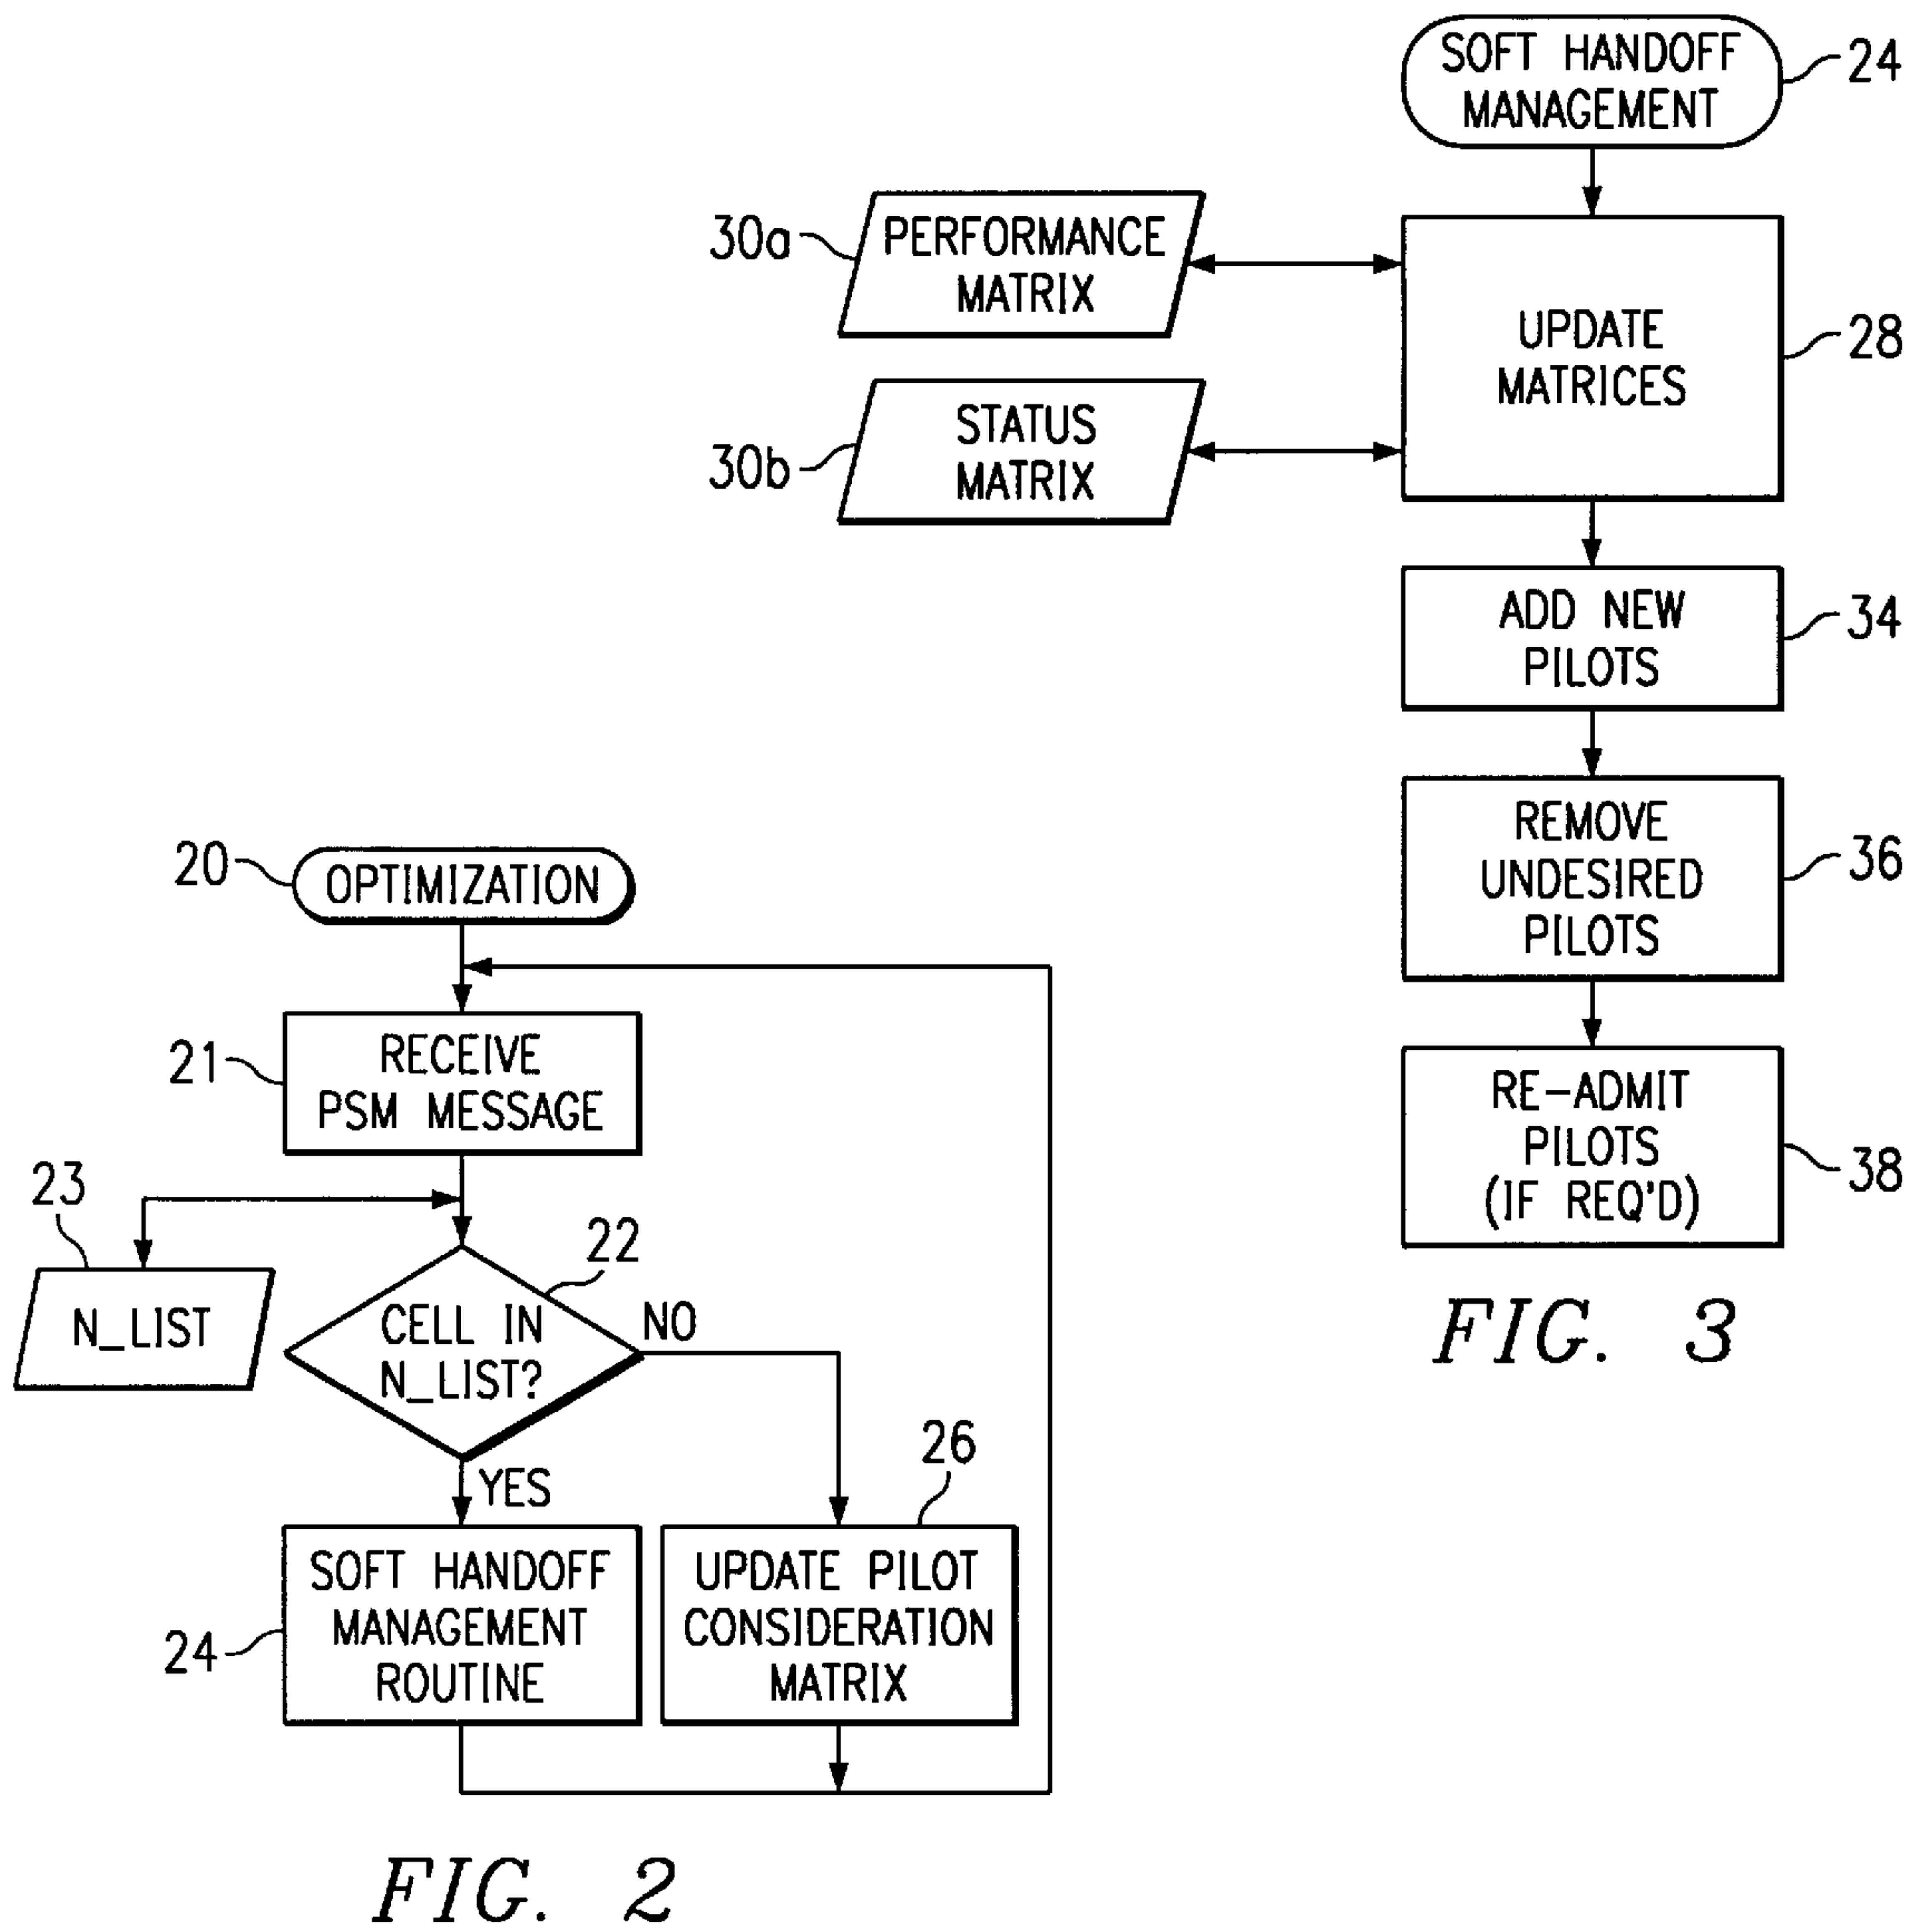 SOFT HANDOFF
MANAGEMENT
24
30a
PERFORMANCE
MATRIX
UPDATE
MATRICES
28
30b
STATUS
MATRIX
ADD NEW
PILOTS
34
REMOVE
UNDESIRED
PILOTS
36
RE-ADMIT
PILOTS
(IF REQ'D)
38
FIG. 3
20
OPTIMIZATION
21
RECEIVE
PSM MESSAGE
23
N_LIST
22
CELL IN
N_LIST?
NO
YES
26
24
SOFT HANDOFF
MANAGEMENT
ROUTINE
UPDATE PILOT
CONSIDERATION
MATRIX
FIG. 2